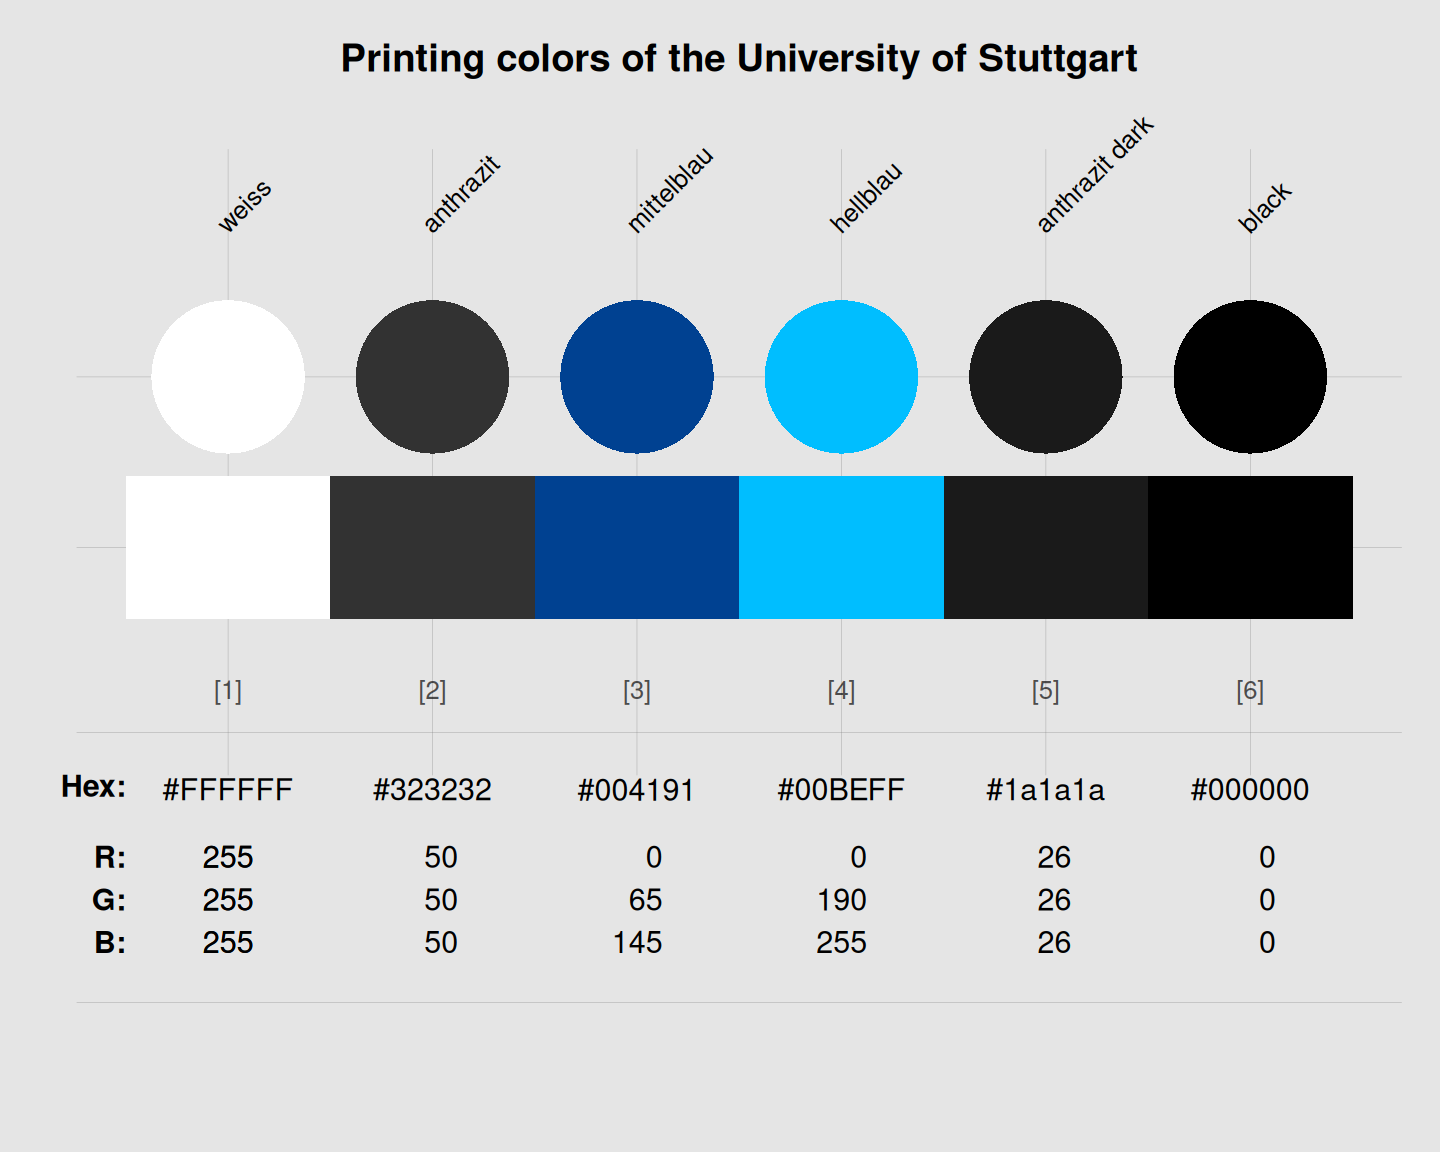 Printing colors of the University of Stuttgart
weiss anthrazit mittelblau hellblau anthrazit dark black
[1] [2] [3] [4] [5] [6]
Hex: #FFFFFF #323232 #004191 #00BEFF #1a1a1a #000000
R: 255 50 0 0 26 0
G: 255 50 65 190 26 0
B: 255 50 145 255 26 0